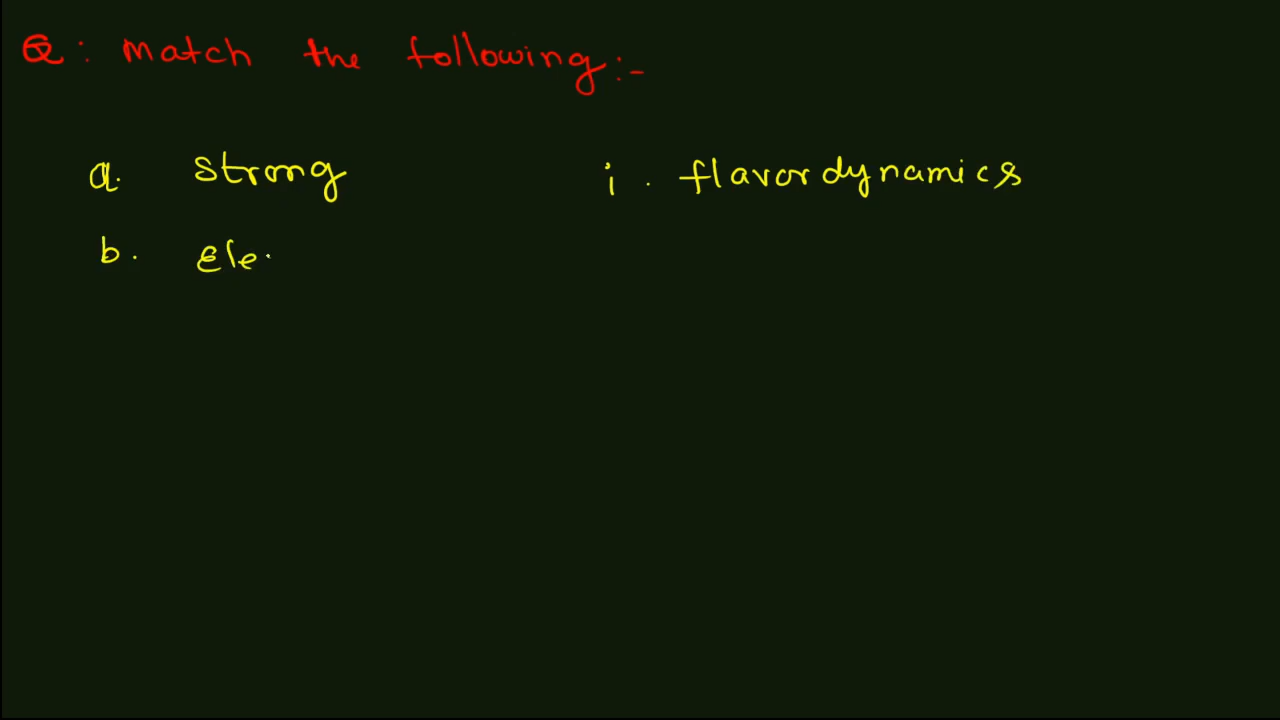 Q: Match the following:-
a. Strong i. flavordynamics
b. Ele